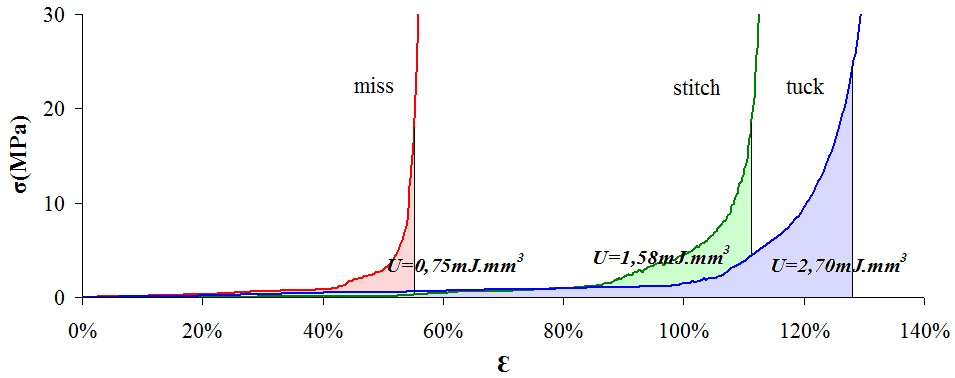 30
20
10
0
σ(MPa)
miss
stitch
tuck
U=0,75mJ.mm³
U=1,58mJ.mm³
U=2,70mJ.mm³
0% 20% 40% 60% 80% 100% 120% 140%
ε